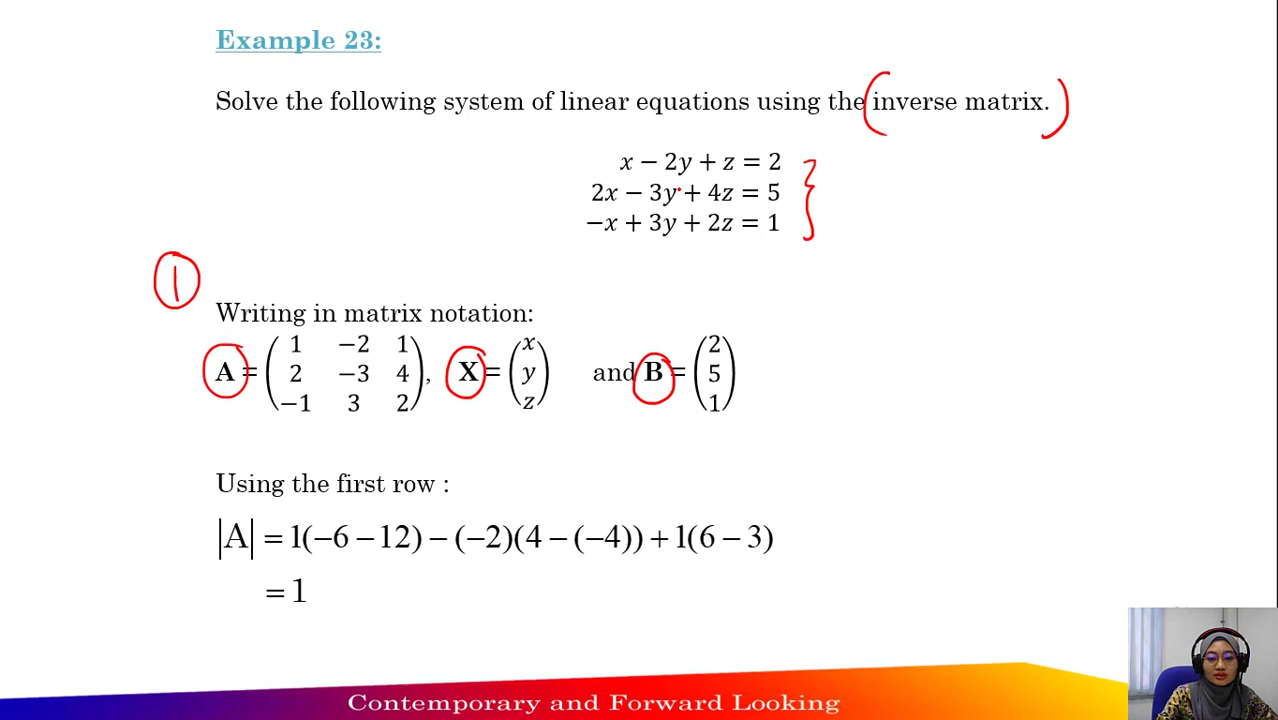 Example 23:
Solve the following system of linear equations using the inverse matrix.
x − 2y + z = 2
2x − 3y + 4z = 5
−x + 3y + 2z = 1
1
Writing in matrix notation:
A = ( 1 −2 1 ), X = ( x ) and B = ( 2 )
2 −3 4 y 5
−1 3 2 z 1
Using the first row :
|A| = 1(−6 − 12) − (−2)(4 − (−4)) + 1(6 − 3)
= 1
Contemporary and Forward Looking